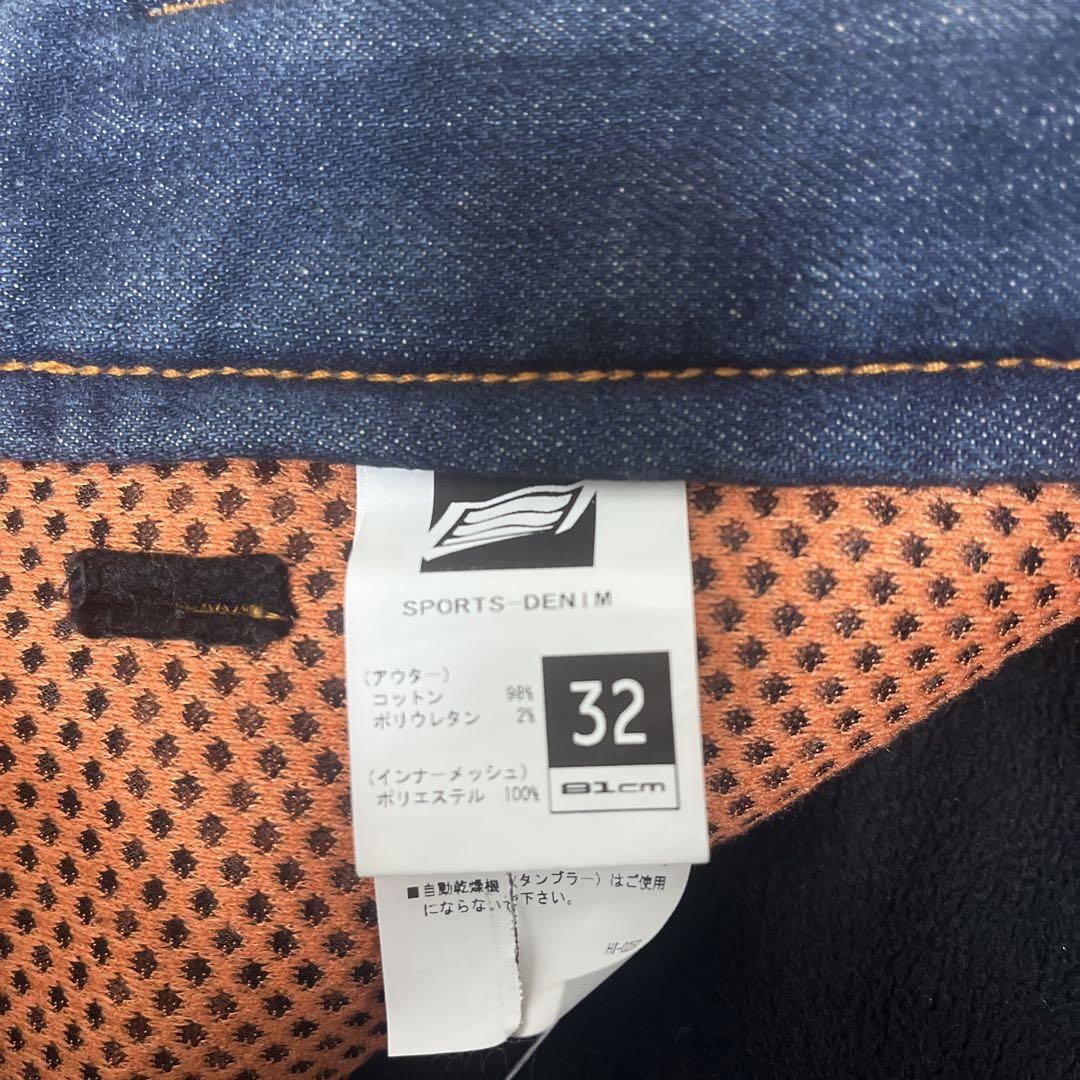 SPORTS-DENIM
(アウター)
コットン 98%
ポリウレタン 2%
32
81cm
(インナーメッシュ)
ポリエステル 100%
■自動乾燥機(タンブラー)はご使用
にならないで下さい。